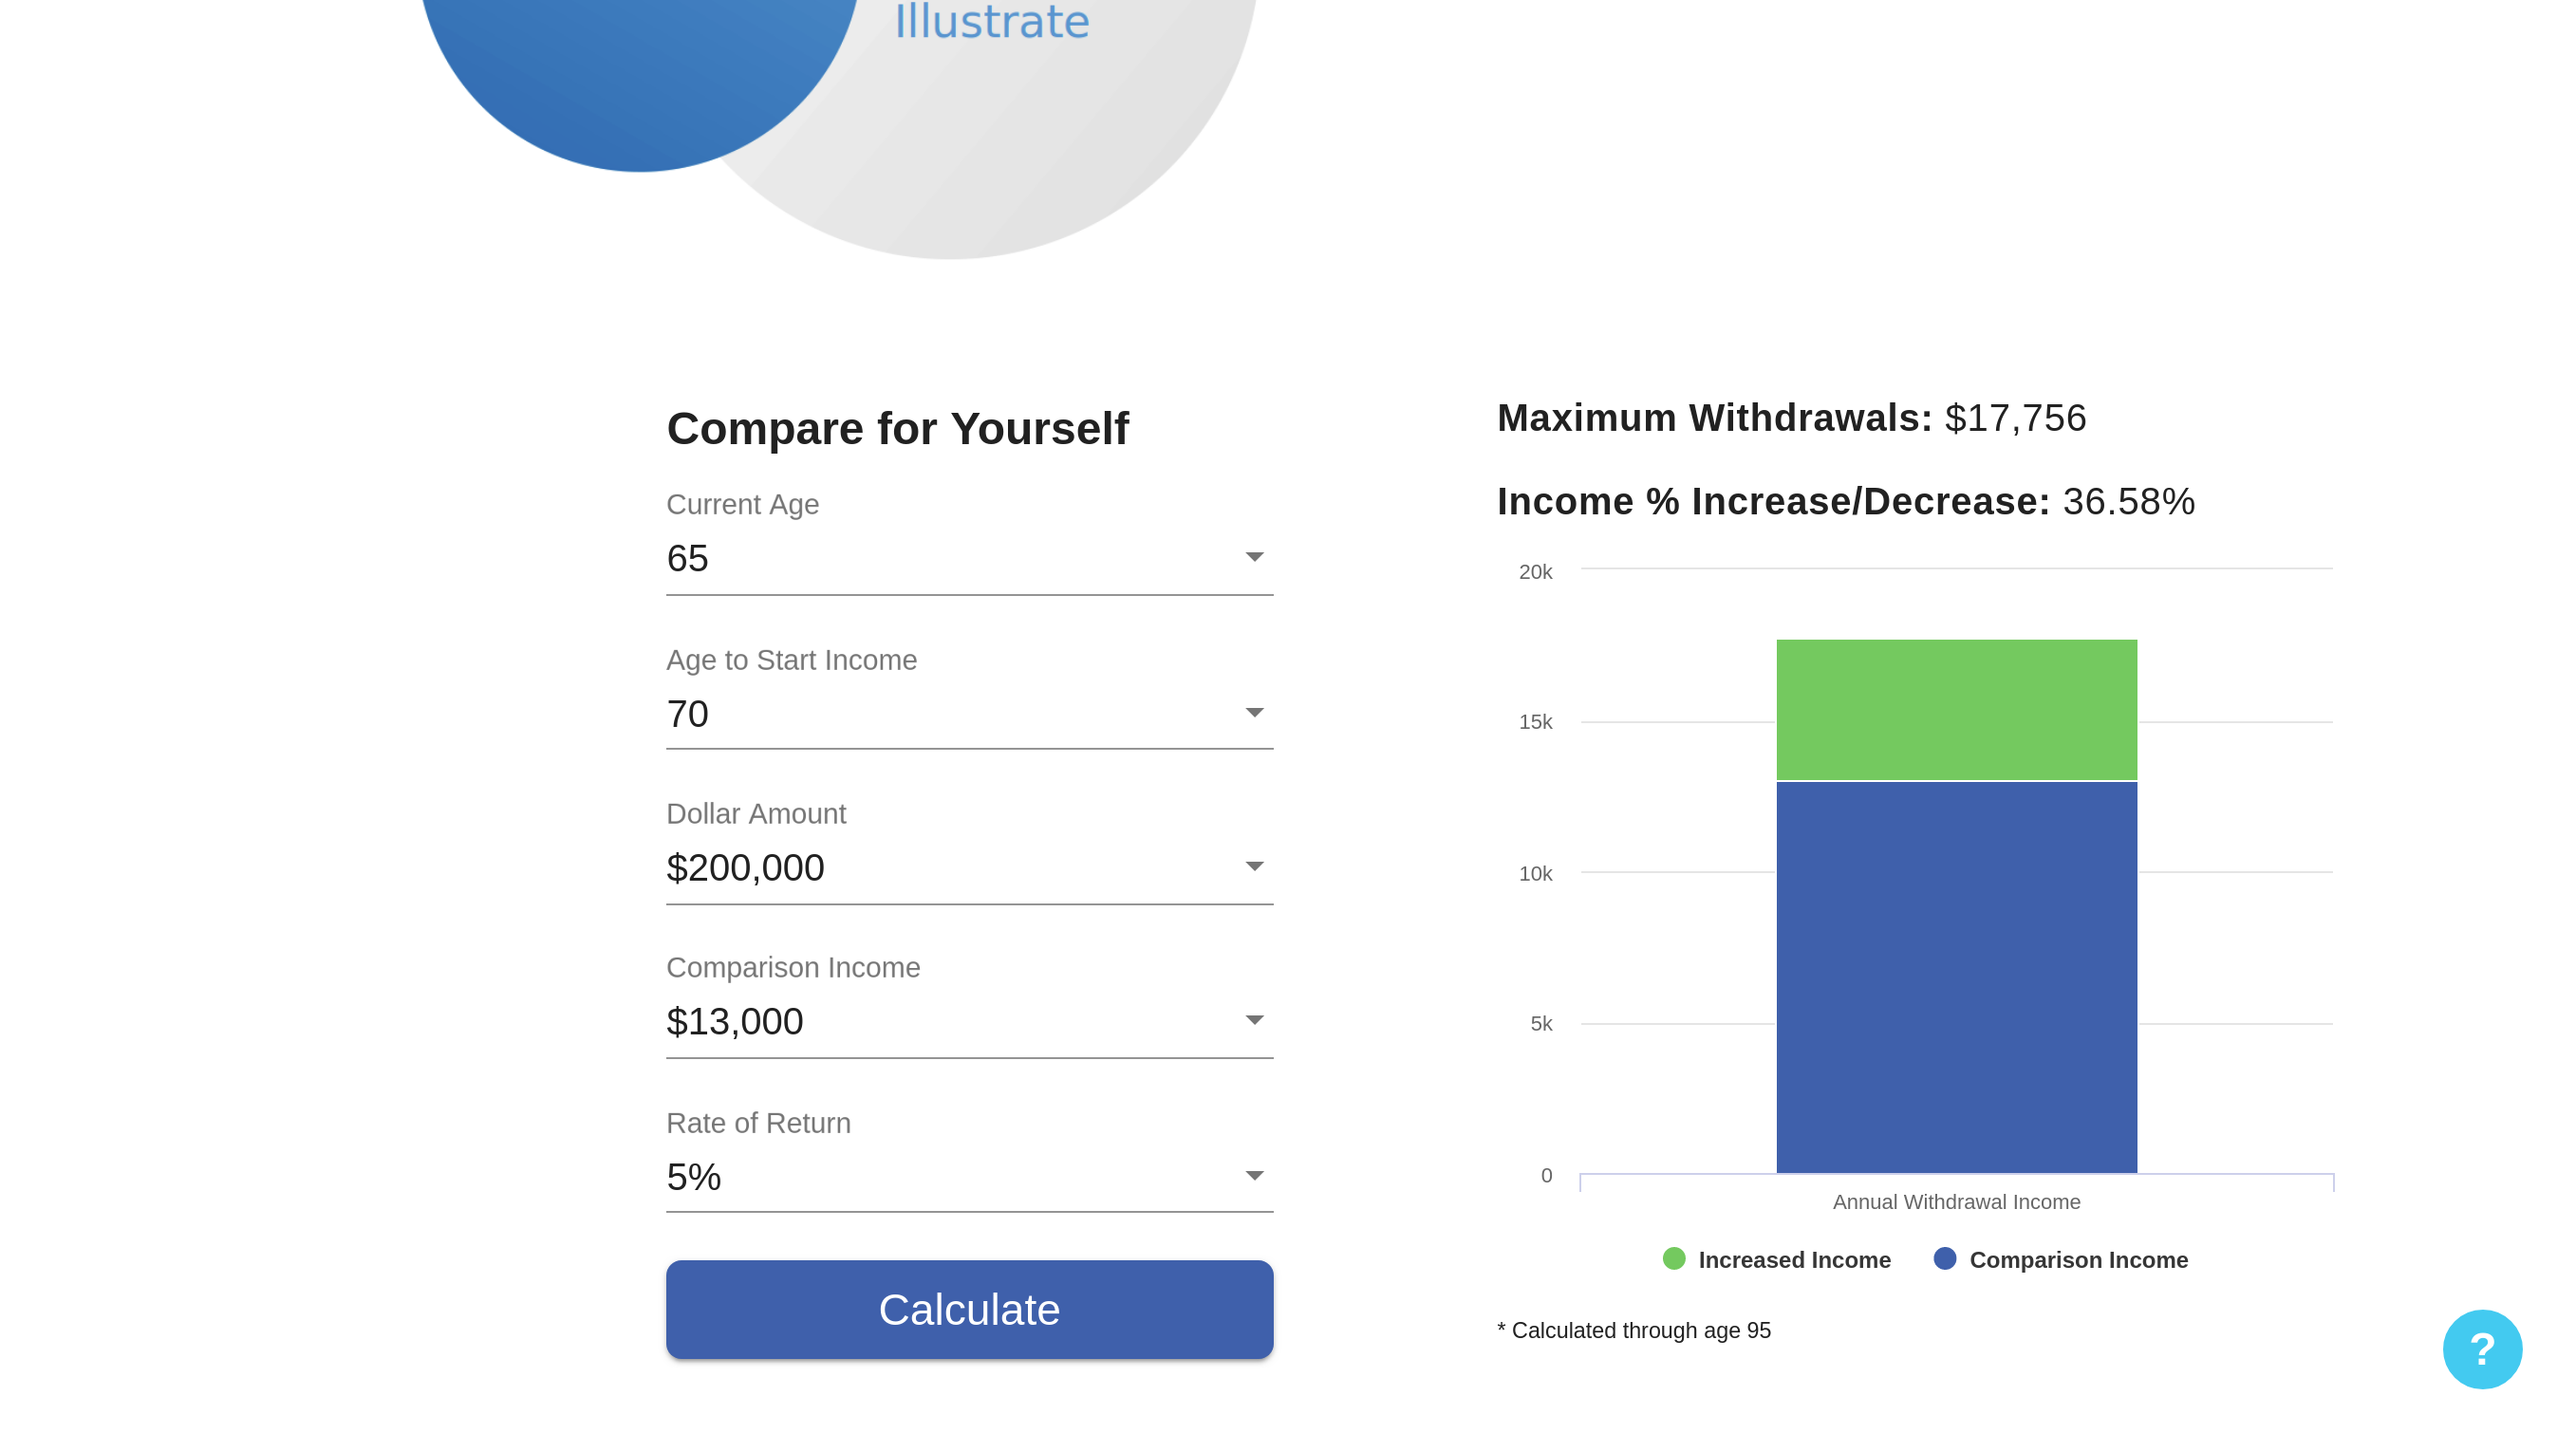 Illustrate
Compare for Yourself
Current Age
65
Age to Start Income
70
Dollar Amount
$200,000
Comparison Income
$13,000
Rate of Return
5%
Calculate
Maximum Withdrawals: $17,756
Income % Increase/Decrease: 36.58%
20k
15k
10k
5k
0
Annual Withdrawal Income
Increased Income
Comparison Income
* Calculated through age 95
?